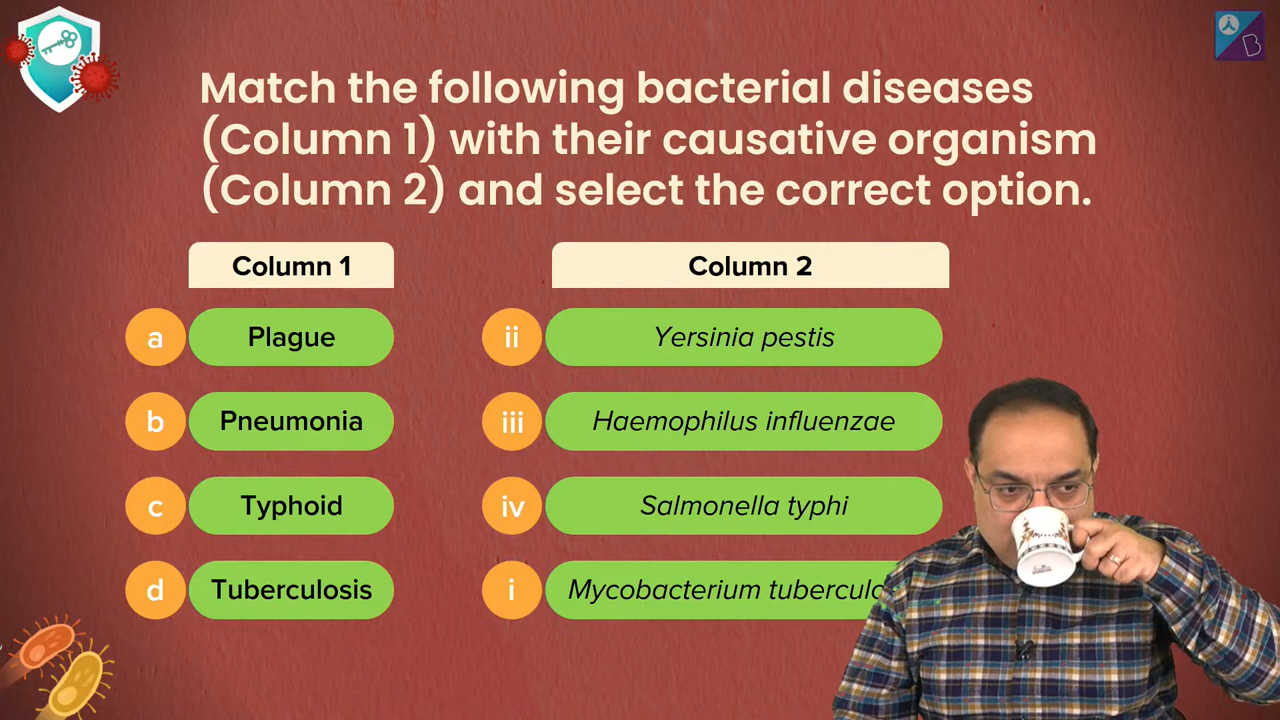 Match the following bacterial diseases
(Column 1) with their causative organism
(Column 2) and select the correct option.
Column 1 Column 2
a Plague ii Yersinia pestis
b Pneumonia iii Haemophilus influenzae
c Typhoid iv Salmonella typhi
d Tuberculosis i Mycobacterium
B